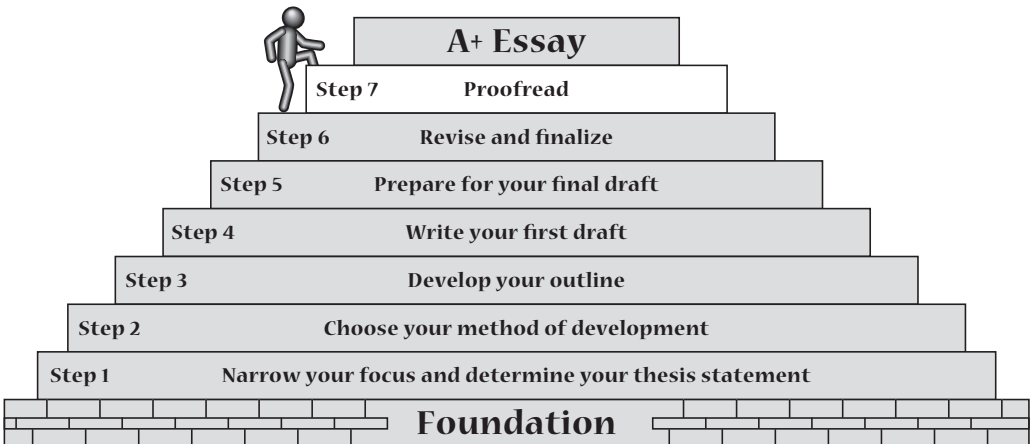 A+ Essay
Step 7 Proofread
Step 6 Revise and finalize
Step 5 Prepare for your final draft
Step 4 Write your first draft
Step 3 Develop your outline
Step 2 Choose your method of development
Step 1 Narrow your focus and determine your thesis statement
Foundation